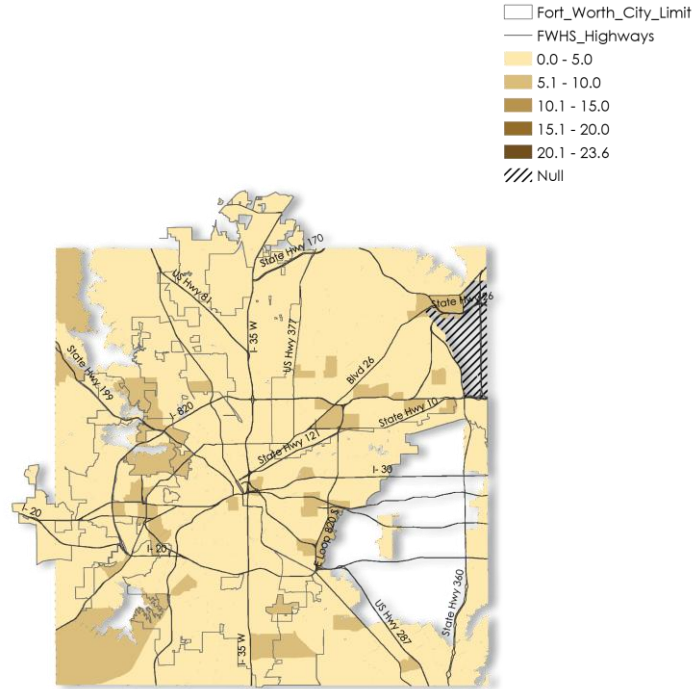 Fort_Worth_City_Limit
FWHS_Highways
0.0 - 5.0
5.1 - 10.0
10.1 - 15.0
15.1 - 20.0
20.1 - 23.6
Null
State Hwy 170
US Hwy 81
State Hwy 26
I- 35 W
US Hwy 377
State Hwy 199
Blvd 26
I- 820
State Hwy 10
State Hwy 121
I- 30
I- 20
E Loop 820 S
I- 20
US Hwy 287
State Hwy 360
I- 35 W